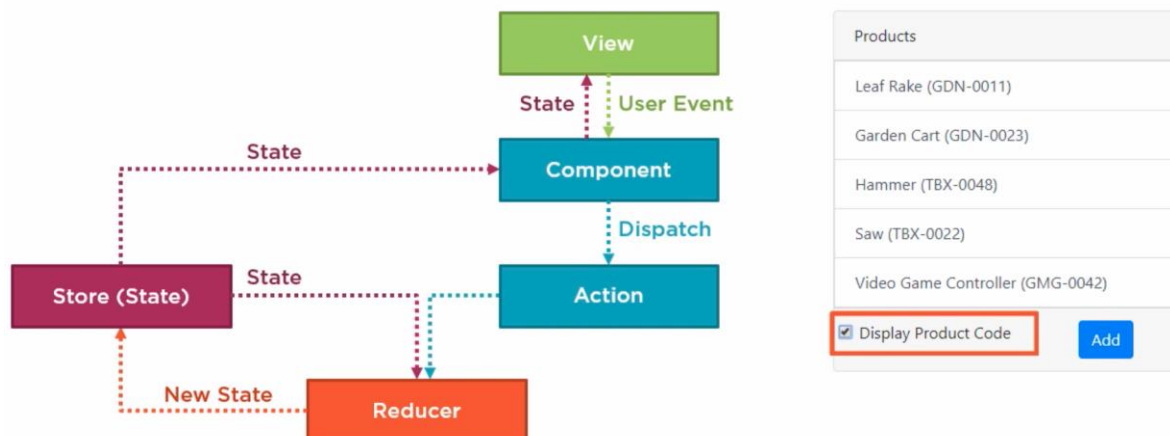 View
State
User Event
State
Component
Dispatch
Store (State)
State
Action
New State
Reducer
Products
Leaf Rake (GDN-0011)
Garden Cart (GDN-0023)
Hammer (TBX-0048)
Saw (TBX-0022)
Video Game Controller (GMG-0042)
Display Product Code
Add